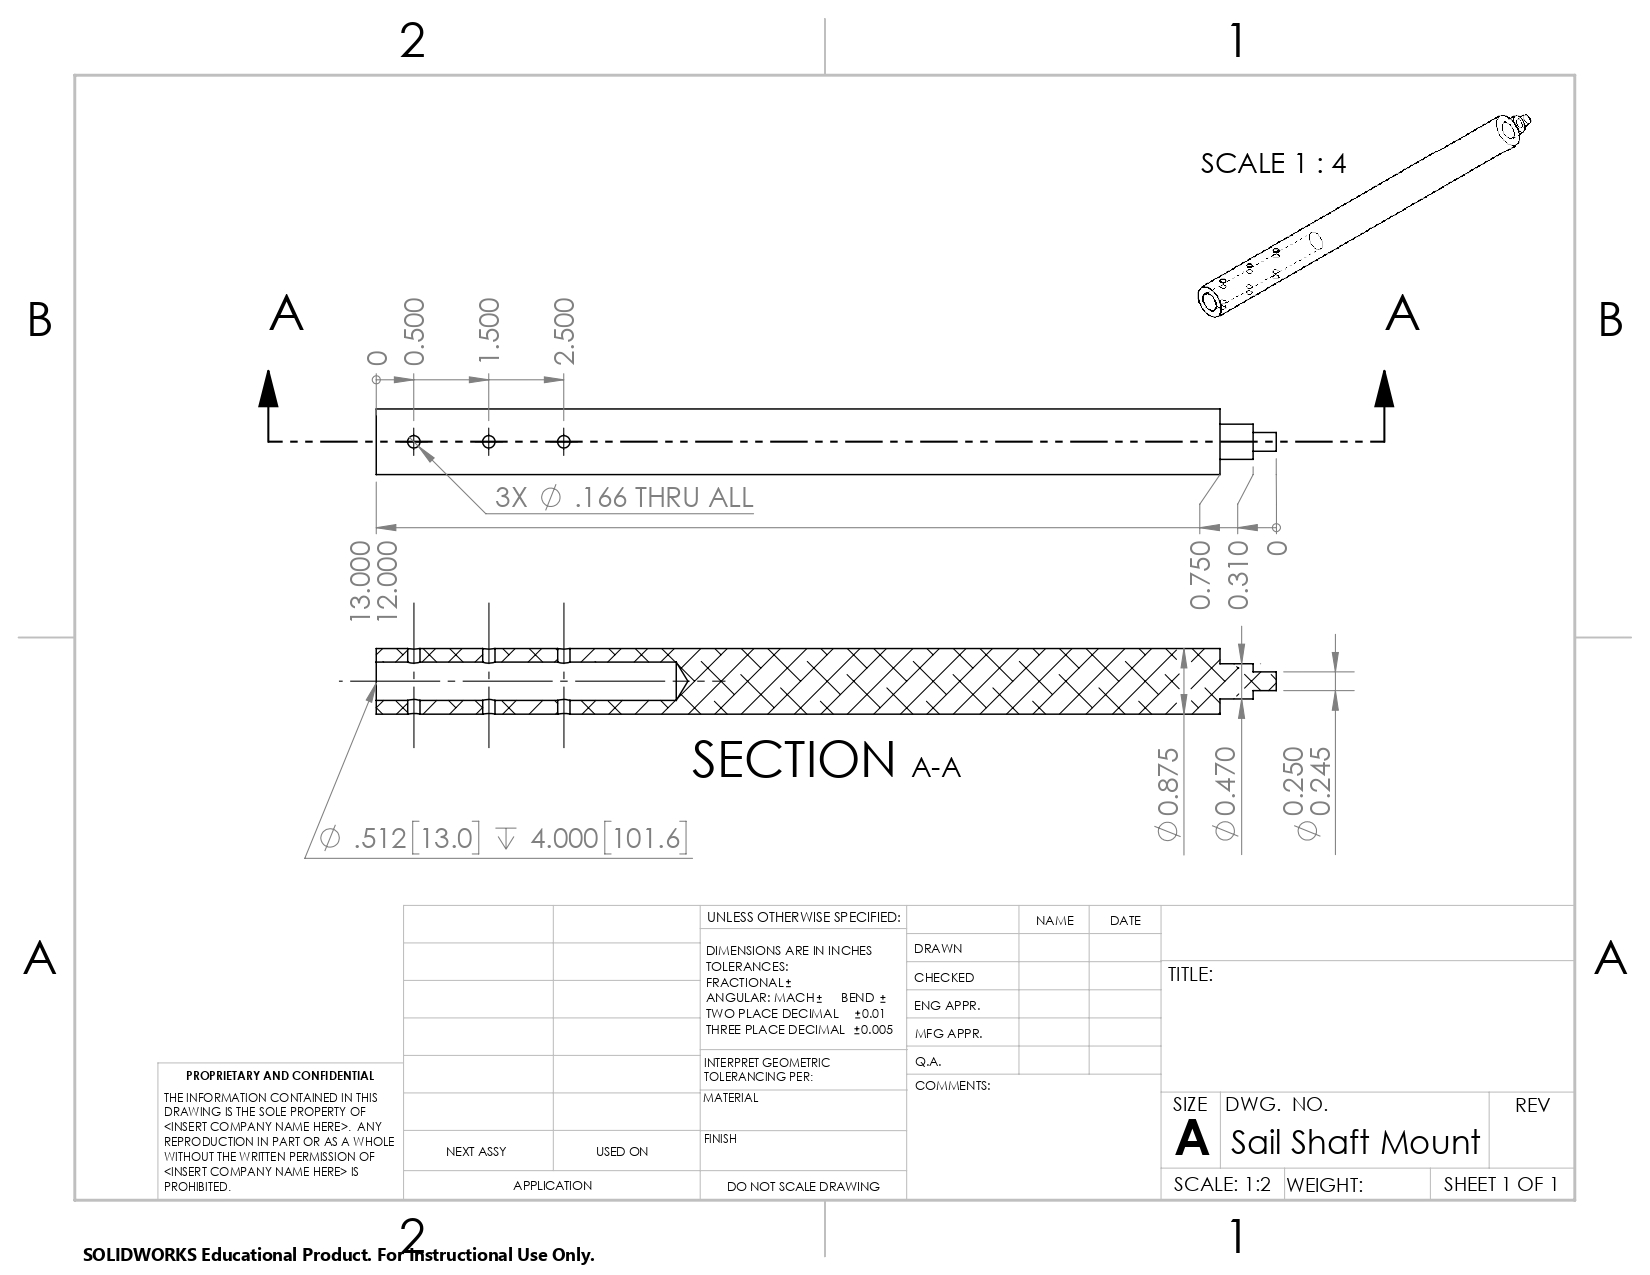 2 1
SCALE 1 : 4
B B
A A
0 0.500 1.500 2.500
3X ∅ .166 THRU ALL
13.000
12.000
0.750 0.310 0
SECTION A-A
∅0.875 ∅0.470 ∅ 0.250
0.245
∅ .512[13.0] ↧ 4.000[101.6]
A A
UNLESS OTHERWISE SPECIFIED:
DIMENSIONS ARE IN INCHES
TOLERANCES:
FRACTIONAL±
ANGULAR: MACH± BEND ±
TWO PLACE DECIMAL ±0.01
THREE PLACE DECIMAL ±0.005
INTERPRET GEOMETRIC
TOLERANCING PER:
MATERIAL
FINISH
DO NOT SCALE DRAWING
NAME DATE
DRAWN
CHECKED
ENG APPR.
MFG APPR.
Q.A.
COMMENTS:
TITLE:
SIZE DWG. NO. REV
A Sail Shaft Mount
SCALE: 1:2 WEIGHT: SHEET 1 OF 1
PROPRIETARY AND CONFIDENTIAL
THE INFORMATION CONTAINED IN THIS
DRAWING IS THE SOLE PROPERTY OF
<INSERT COMPANY NAME HERE>. ANY
REPRODUCTION IN PART OR AS A WHOLE
WITHOUT THE WRITTEN PERMISSION OF
<INSERT COMPANY NAME HERE> IS
PROHIBITED.
NEXT ASSY USED ON
APPLICATION
2 1
SOLIDWORKS Educational Product. For Instructional Use Only.